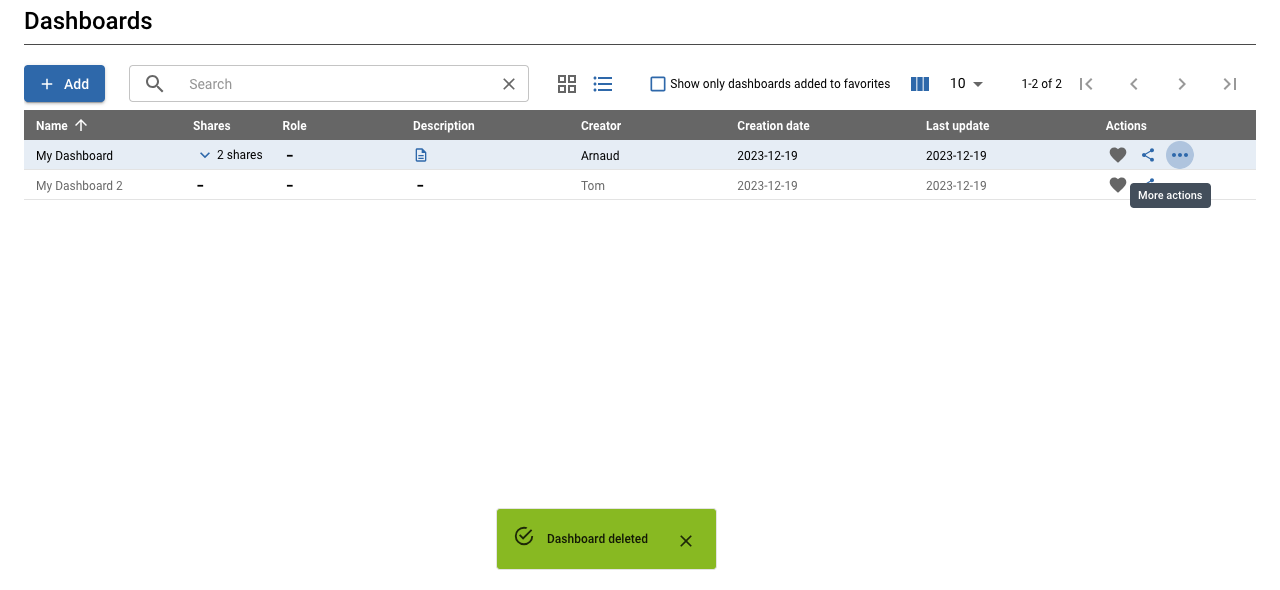 Dashboards
Add
Search
Show only dashboards added to favorites
10
1-2 of 2
Name Shares Role Description Creator Creation date Last update Actions
My Dashboard 2 shares - Arnaud 2023-12-19 2023-12-19
My Dashboard 2 - - - Tom 2023-12-19 2023-12-19
More actions
Dashboard deleted